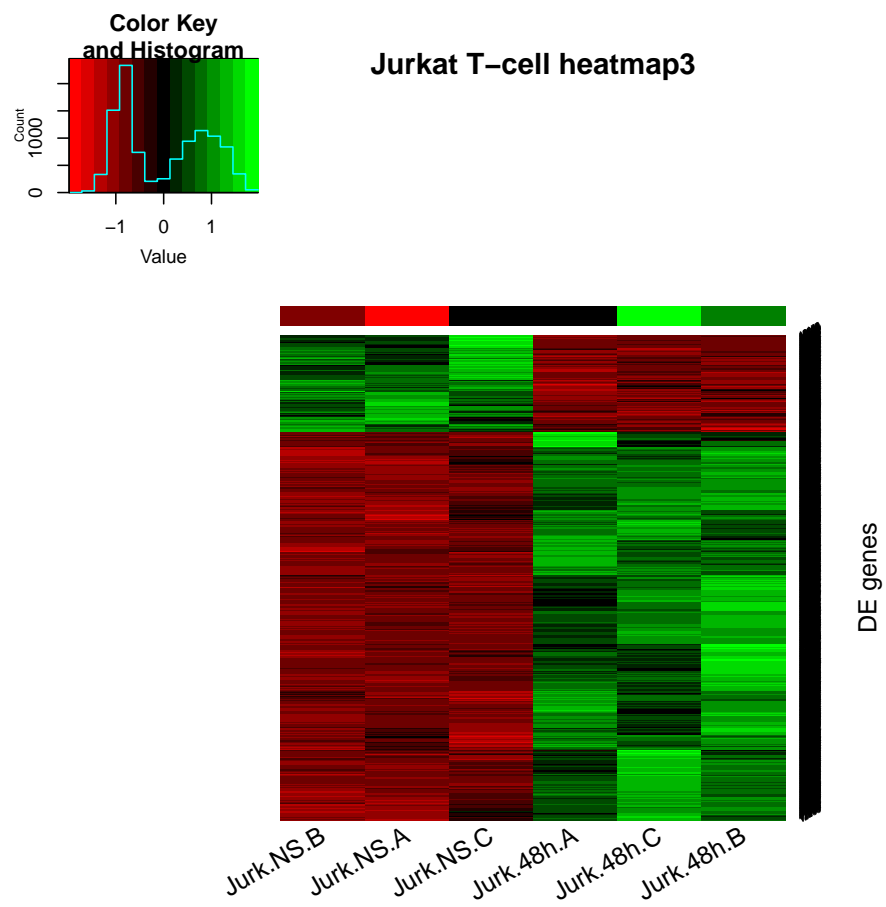 Color Key
and Histogram
Jurkat T−cell heatmap3
Count
0
1000
−1
0
1
Value
DE genes
Jurk.NS.B
Jurk.NS.A
Jurk.NS.C
Jurk.48h.A
Jurk.48h.C
Jurk.48h.B